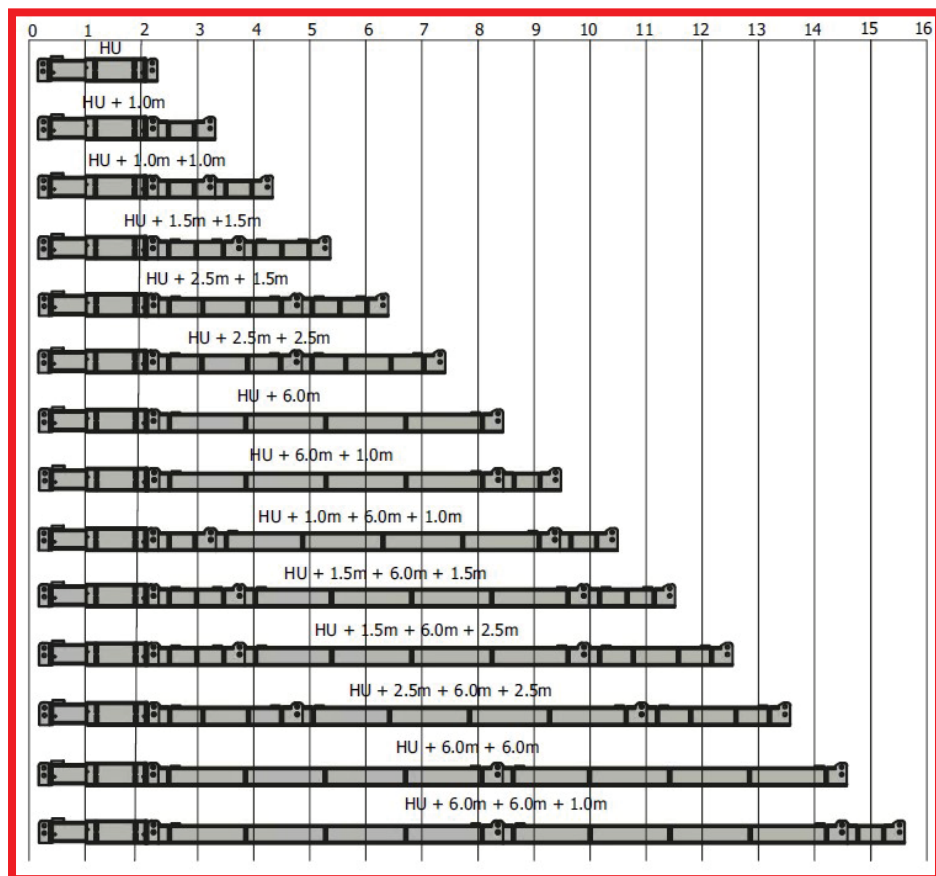 0 1 2 3 4 5 6 7 8 9 10 11 12 13 14 15 16
HU
HU + 1.0m
HU + 1.0m +1.0m
HU + 1.5m +1.5m
HU + 2.5m + 1.5m
HU + 2.5m + 2.5m
HU + 6.0m
HU + 6.0m + 1.0m
HU + 1.0m + 6.0m + 1.0m
HU + 1.5m + 6.0m + 1.5m
HU + 1.5m + 6.0m + 2.5m
HU + 2.5m + 6.0m + 2.5m
HU + 6.0m + 6.0m
HU + 6.0m + 6.0m + 1.0m